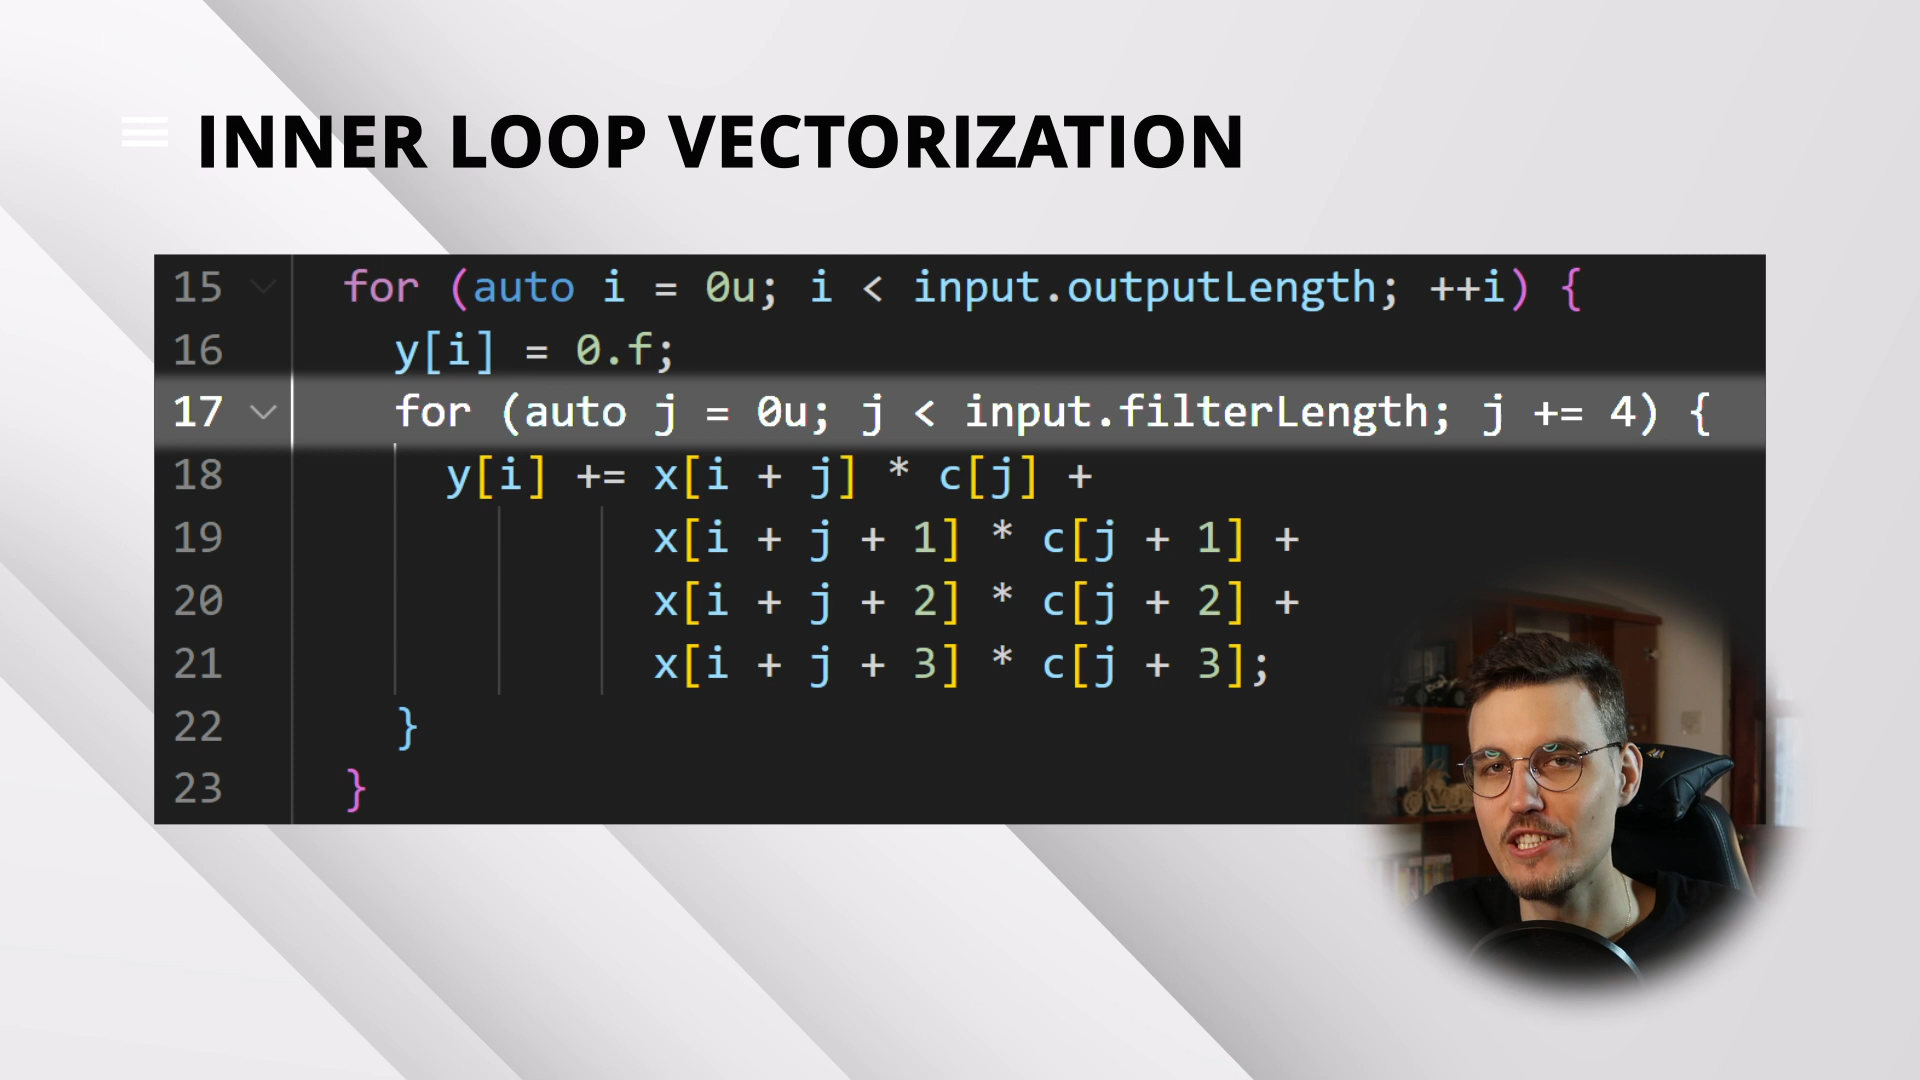 INNER LOOP VECTORIZATION
15 for (auto i = 0u; i < input.outputLength; ++i) {
16 y[i] = 0.f;
17 for (auto j = 0u; j < input.filterLength; j += 4) {
18 y[i] += x[i + j] * c[j] +
19 x[i + j + 1] * c[j + 1] +
20 x[i + j + 2] * c[j + 2] +
21 x[i + j + 3] * c[j + 3];
22 }
23 }